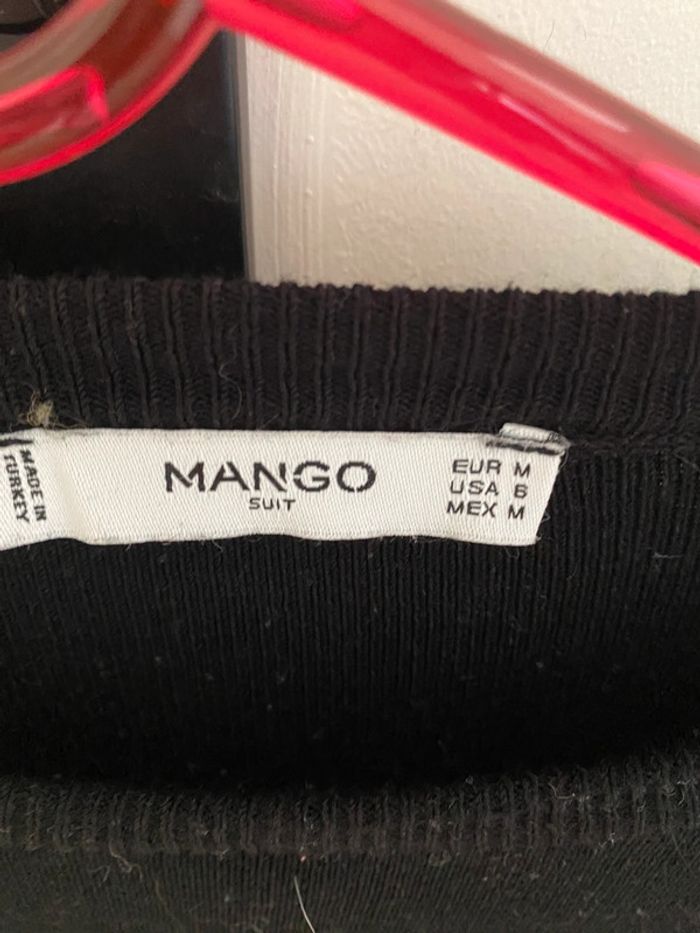 MADE IN
TURKEY
MANGO
SUIT
EUR M
USA 6
MEX M